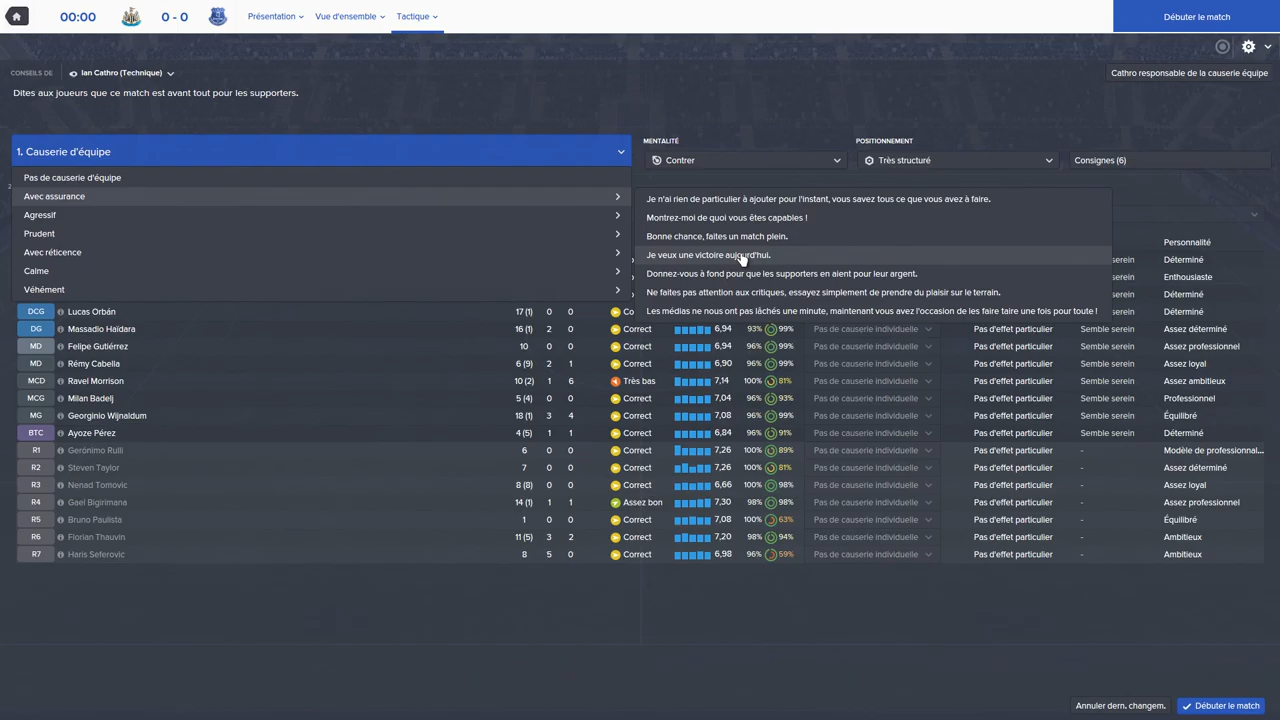 00:00 0 - 0 Présentation Vue d'ensemble Tactique Débuter le match
CONSEILS DE Ian Cathro (Technique) Cathro responsable de la causerie équipe
Dites aux joueurs que ce match est avant tout pour les supporters.
MENTALITÉ POSITIONNEMENT
1. Causerie d'équipe Contrer Très structuré Consignes (6)
Pas de causerie d'équipe
Avec assurance
Agressif
Prudent
Avec réticence
Calme
Véhément
Je n'ai rien de particulier à ajouter pour l'instant, vous savez tous ce que vous avez à faire.
Montrez-moi de quoi vous êtes capables !
Bonne chance, faites un match plein.
Je veux une victoire aujourd'hui.
Donnez-vous à fond pour que les supporters en aient pour leur argent.
Ne faites pas attention aux critiques, essayez simplement de prendre du plaisir sur le terrain.
Les médias ne nous ont pas lâchés une minute, maintenant vous avez l'occasion de les faire taire une fois pour toute !
Personnalité
Déterminé
Enthousiaste
Déterminé
DCG Lucas Orbán 17 (1) 0 0 Co Déterminé
DG Massadio Haïdara 16 (1) 2 0 Correct 6,94 93% 99% Pas de causerie individuelle Pas d'effet particulier Semble serein Assez déterminé
MD Felipe Gutiérrez 10 0 0 Correct 6,94 96% 99% Pas de causerie individuelle Pas d'effet particulier Semble serein Assez professionnel
MD Rémy Cabella 6 (9) 2 1 Correct 6,90 96% 99% Pas de causerie individuelle Pas d'effet particulier Semble serein Assez loyal
MCD Ravel Morrison 10 (2) 1 6 Très bas 7,14 100% 81% Pas de causerie individuelle Pas d'effet particulier Semble serein Assez ambitieux
MCG Milan Badelj 5 (4) 0 0 Correct 7,04 96% 93% Pas de causerie individuelle Pas d'effet particulier Semble serein Professionnel
MG Georginio Wijnaldum 18 (1) 3 4 Correct 7,08 96% 99% Pas de causerie individuelle Pas d'effet particulier Semble serein Équilibré
BTC Ayoze Pérez 4 (5) 1 1 Correct 6,84 96% 91% Pas de causerie individuelle Pas d'effet particulier Semble serein Déterminé
R1 Gerónimo Rulli 6 0 0 Correct 7,26 100% 89% Pas de causerie individuelle Pas d'effet particulier - Modèle de professionnal...
R2 Steven Taylor 7 0 0 Correct 7,26 100% 81% Pas de causerie individuelle Pas d'effet particulier - Assez déterminé
R3 Nenad Tomovic 8 (8) 0 0 Correct 6,66 100% 98% Pas de causerie individuelle Pas d'effet particulier - Assez loyal
R4 Gael Bigirimana 14 (1) 1 1 Assez bon 7,30 98% 98% Pas de causerie individuelle Pas d'effet particulier - Assez professionnel
R5 Bruno Paulista 1 0 0 Correct 7,08 100% 63% Pas de causerie individuelle Pas d'effet particulier - Équilibré
R6 Florian Thauvin 11 (5) 3 2 Correct 7,20 98% 94% Pas de causerie individuelle Pas d'effet particulier - Ambitieux
R7 Haris Seferovic 8 5 0 Correct 6,98 96% 59% Pas de causerie individuelle Pas d'effet particulier - Ambitieux
Annuler dern. changem. Débuter le match